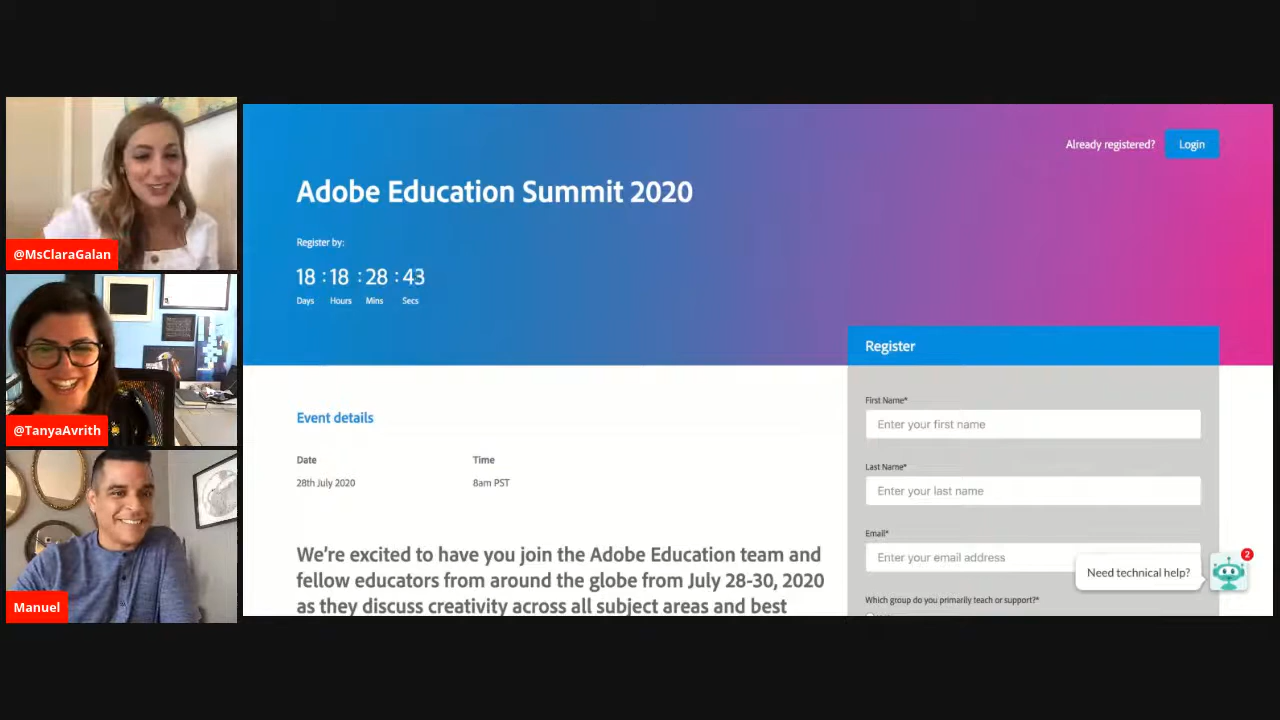 @MsClaraGalan
@TanyaAvrith
Manuel
Already registered?
Login
Adobe Education Summit 2020
Register by:
18 : 18 : 28 : 43
Days Hours Mins Secs
Register
First Name*
Enter your first name
Last Name*
Enter your last name
Email*
Enter your email address
Which group do you primarily teach or support?*
Event details
Date Time
28th July 2020 8am PST
We're excited to have you join the Adobe Education team and
fellow educators from around the globe from July 28-30, 2020
as they discuss creativity across all subject areas and best
Need technical help?
2